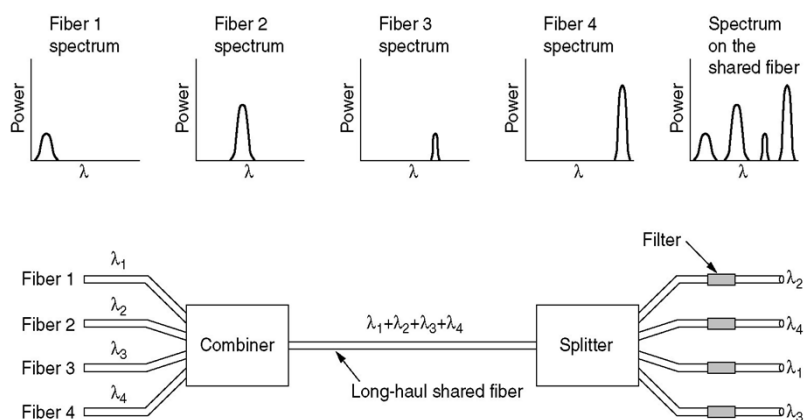 Fiber 1
spectrum
Fiber 2
spectrum
Fiber 3
spectrum
Fiber 4
spectrum
Spectrum
on the
shared fiber
Power
λ
Power
λ
Power
λ
Power
λ
Power
λ
Filter
Fiber 1
λ₁
Fiber 2
λ₂
Fiber 3
λ₃
Fiber 4
λ₄
Combiner
λ₁+λ₂+λ₃+λ₄
Long-haul shared fiber
Splitter
λ₂
λ₄
λ₁
λ₃